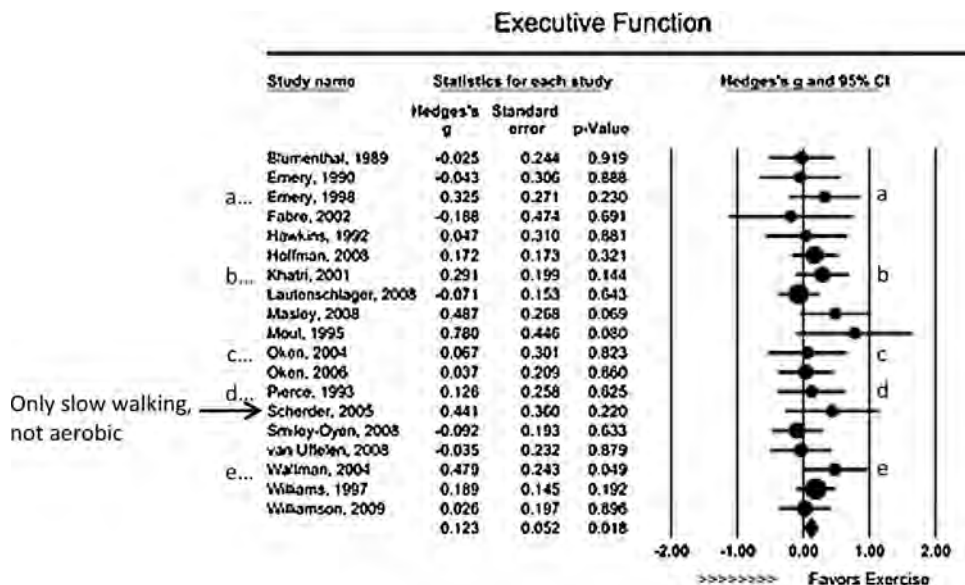 Executive Function
Study name Statistics for each study Hedges's g and 95% CI
Hedges's g Standard error p-Value
Blumenthal, 1989 -0.025 0.244 0.919
Emery, 1990 -0.043 0.306 0.888
a... Emery, 1998 0.325 0.271 0.230 a
Fabre, 2002 -0.188 0.474 0.691
Hawkins, 1992 0.047 0.310 0.881
Hoffman, 2008 0.172 0.173 0.321
b... Khatri, 2001 0.291 0.199 0.144 b
Lautenschlager, 2008 -0.071 0.153 0.643
Masley, 2008 0.487 0.268 0.069
Moul, 1995 0.780 0.446 0.080
c... Oken, 2004 0.067 0.301 0.823 c
Oken, 2006 0.037 0.209 0.860
d... Pierce, 1993 0.126 0.258 0.625 d
Only slow walking, not aerobic
Scherder, 2005 0.441 0.360 0.220
Smiley-Oyen, 2008 -0.092 0.193 0.633
van Uffelen, 2008 -0.035 0.232 0.879
e... Wallman, 2004 0.479 0.243 0.049 e
Williams, 1997 0.189 0.145 0.192
Williamson, 2009 0.026 0.197 0.896
0.123 0.052 0.018
-2.00 -1.00 0.00 1.00 2.00
>>>>>>>> Favors Exercise